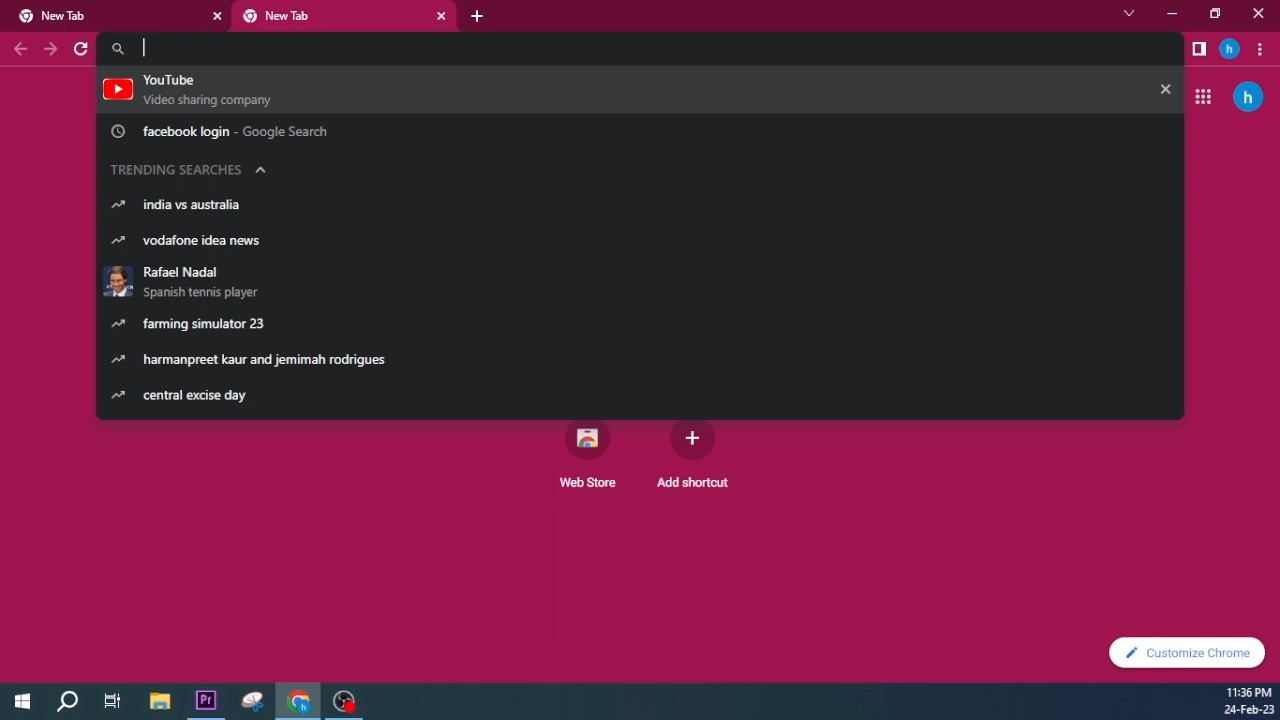 New Tab
New Tab
h
YouTube
Video sharing company
facebook login - Google Search
h
TRENDING SEARCHES
india vs australia
vodafone idea news
Rafael Nadal
Spanish tennis player
farming simulator 23
harmanpreet kaur and jemimah rodrigues
central excise day
Web Store
Add shortcut
Customize Chrome
Pr
h
11:36 PM
24-Feb-23